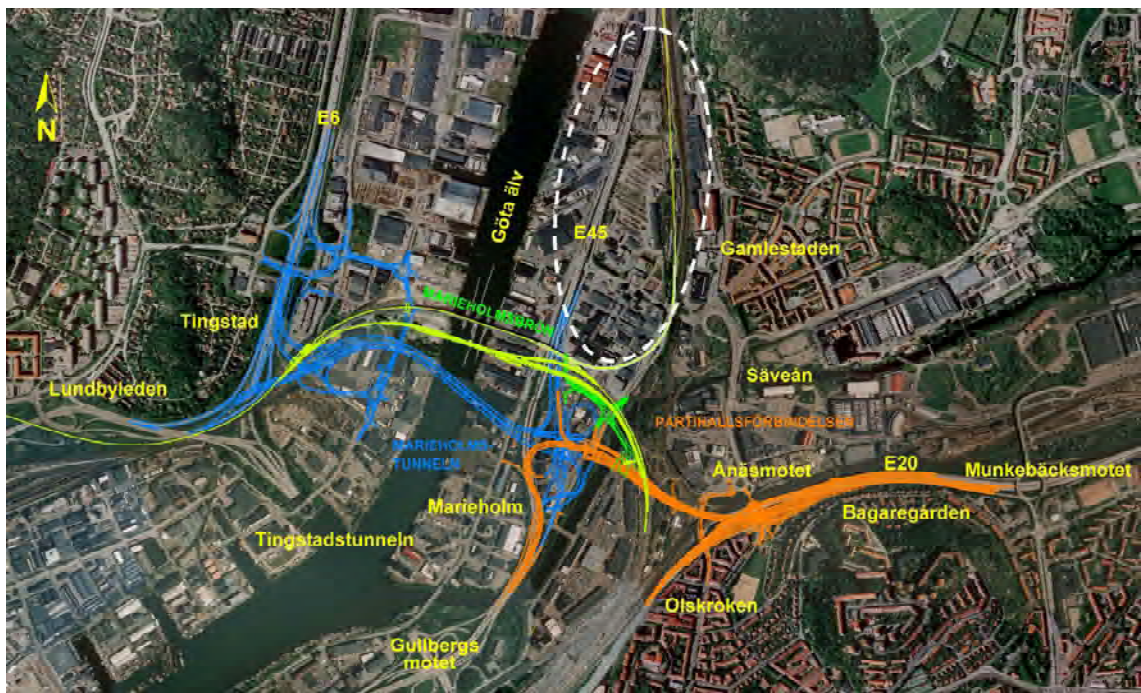 N
E6
Göta älv
E45
Gamlestaden
MARIEHOLMSBRON
Tingstad
Lundbyleden
Säveån
PARTIHALLSFÖRBINDELSEN
MARIEHOLMS-
TUNNELN
Ånäsmotet
E20
Munkebäcksmotet
Marieholm
Bagaregården
Tingstadstunneln
Olskroken
Gullbergs
motet